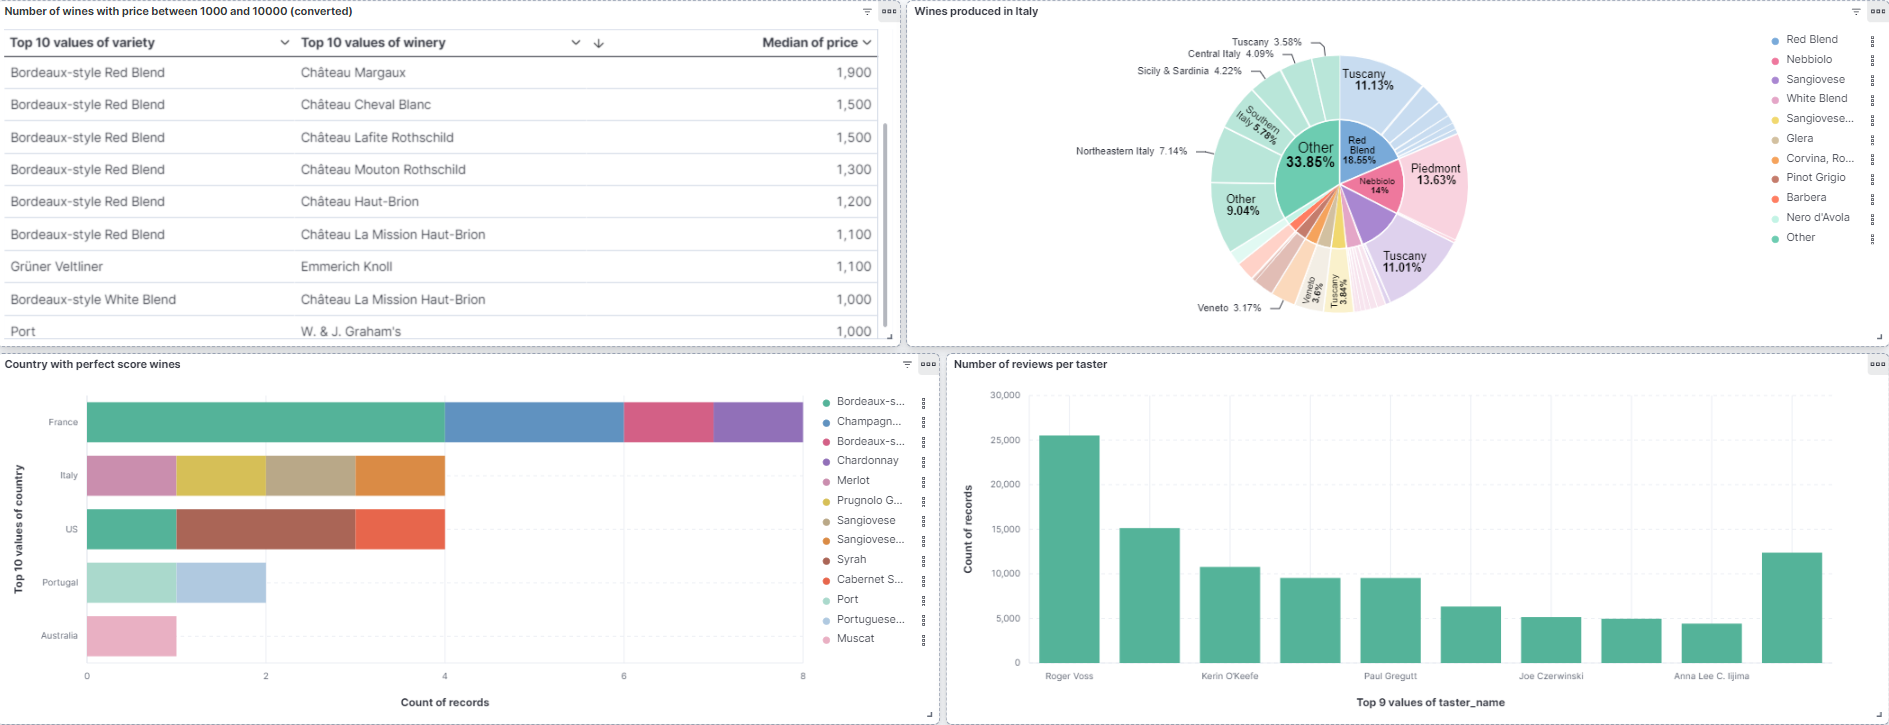 Number of wines with price between 1000 and 10000 (converted)
Top 10 values of variety Top 10 values of winery Median of price
Bordeaux-style Red Blend Château Margaux 1,900
Bordeaux-style Red Blend Château Cheval Blanc 1,500
Bordeaux-style Red Blend Château Lafite Rothschild 1,500
Bordeaux-style Red Blend Château Mouton Rothschild 1,300
Bordeaux-style Red Blend Château Haut-Brion 1,200
Bordeaux-style Red Blend Château La Mission Haut-Brion 1,100
Grüner Veltliner Emmerich Knoll 1,100
Bordeaux-style White Blend Château La Mission Haut-Brion 1,000
Port W. & J. Graham's 1,000
Wines produced in Italy
Tuscany 3.58%
Central Italy 4.09%
Sicily & Sardinia 4.22%
Southern
Italy 5.78%
Northeastern Italy 7.14%
Other
9.04%
Other
33.85%
Red
Blend
18.55%
Nebbiolo
14%
Tuscany
11.13%
Piedmont
13.63%
Tuscany
11.01%
Tuscany
3.84%
Veneto
3.6%
Veneto 3.17%
Red Blend
Nebbiolo
Sangiovese
White Blend
Sangiovese...
Glera
Corvina, Ro...
Pinot Grigio
Barbera
Nero d'Avola
Other
Country with perfect score wines
Top 10 values of country
France
Italy
US
Portugal
Australia
0 2 4 6 8
Count of records
Bordeaux-s...
Champagn...
Bordeaux-s...
Chardonnay
Merlot
Prugnolo G...
Sangiovese
Sangiovese...
Syrah
Cabernet S...
Port
Portuguese...
Muscat
Number of reviews per taster
Count of records
30,000
25,000
20,000
15,000
10,000
5,000
0
Roger Voss Kerin O'Keefe Paul Gregutt Joe Czerwinski Anna Lee C. Iijima
Top 9 values of taster_name